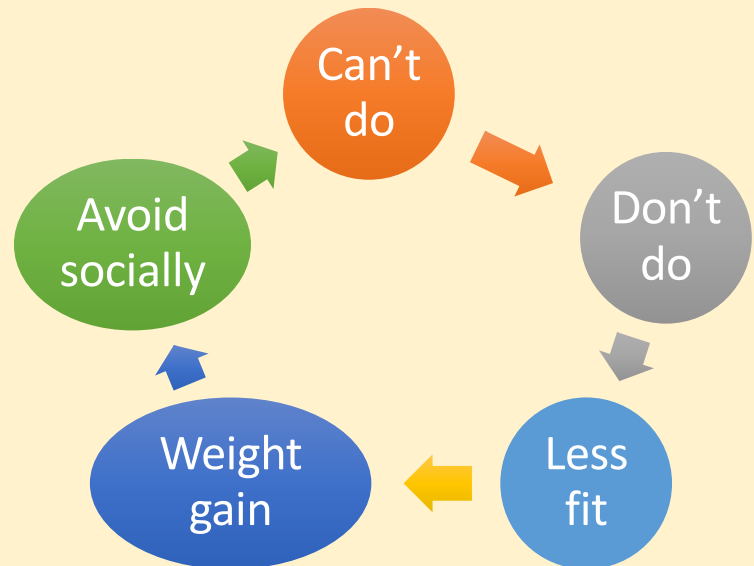 Can’t
do
Don’t
do
Less
fit
Weight
gain
Avoid
socially